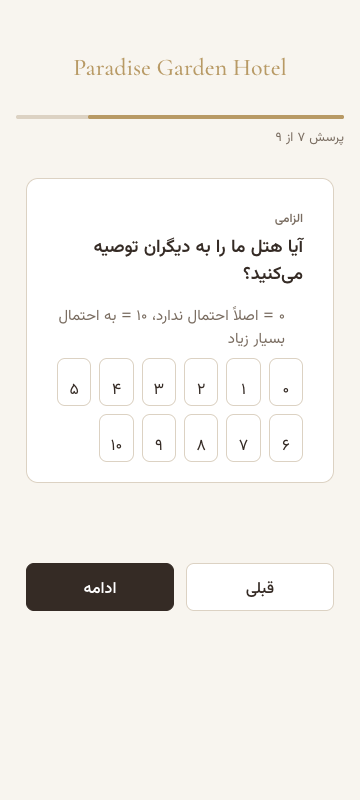 Paradise Garden Hotel
پرسش ۷ از ۹
الزامی
آیا هتل ما را به دیگران توصیه
می‌کنید؟
۰ = اصلاً احتمال ندارد، ۱۰ = به احتمال
بسیار زیاد
۰ ۱ ۲ ۳ ۴ ۵
۶ ۷ ۸ ۹ ۱۰
قبلی ادامه